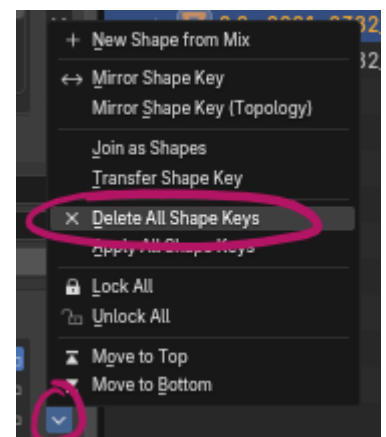 New Shape from Mix
Mirror Shape Key
Mirror Shape Key (Topology)
Join as Shapes
Transfer Shape Key
Delete All Shape Keys
Apply All Shape Keys
Lock All
Unlock All
Move to Top
Move to Bottom